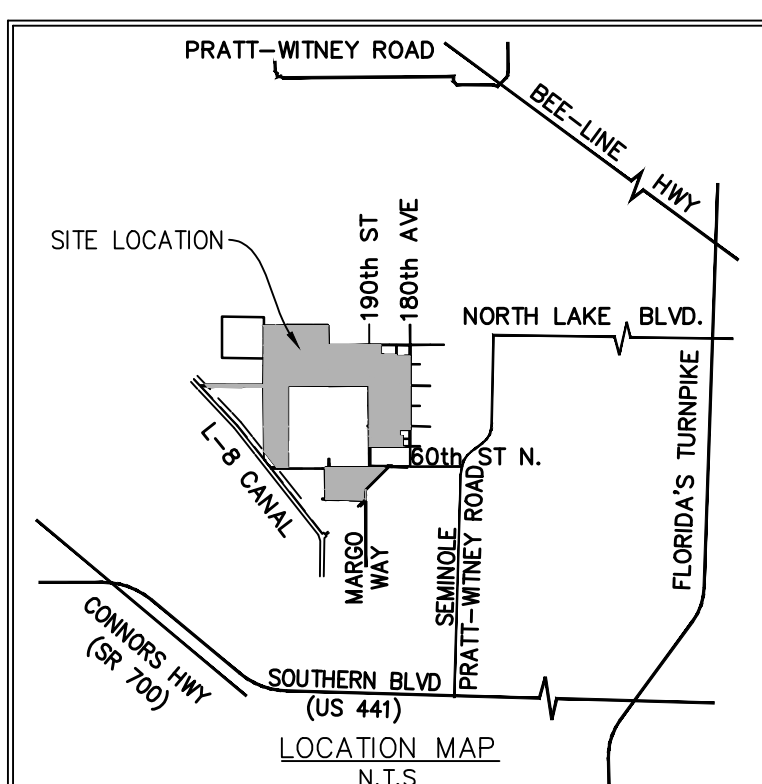 PRATT-WITNEY ROAD
BEE-LINE HWY
SITE LOCATION
190th ST
180th AVE
NORTH LAKE BLVD.
L-8 CANAL
60th ST N.
FLORIDA'S TURNPIKE
MARGO
WAY
SEMINOLE
PRATT-WITNEY ROAD
CONNORS HWY
(SR 700)
SOUTHERN BLVD
(US 441)
LOCATION MAP
N.T.S